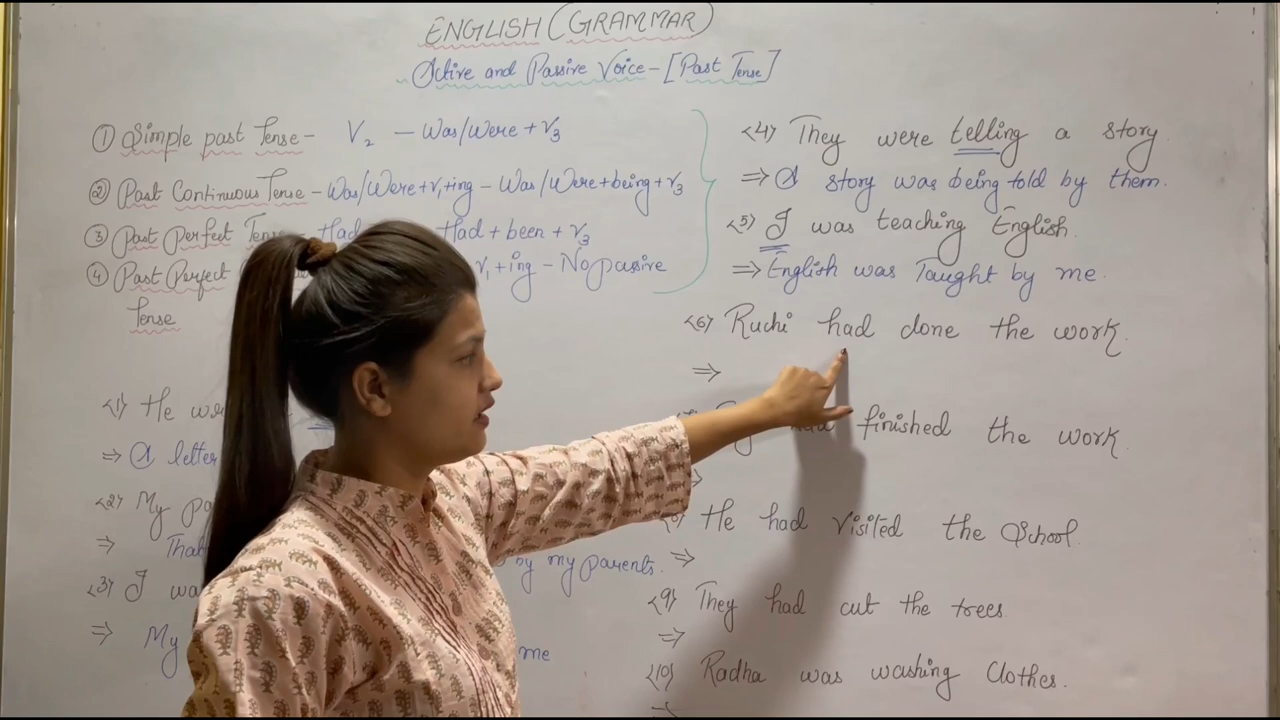 ENGLISH (GRAMMAR)
Active and Passive Voice - [Past Tense]
① Simple past Tense - V2 - Was/Were + V3
② Past Continuous Tense - Was/Were + V1 + ing - Was/Were + being + V3
③ Past Perfect Tense Had Had + been + V3
④ Past Perfect V1 + ing - No passive
Tense
<1> He
⇒ A letter
<2> My
⇒ by my parents.
<3> I
⇒ My me
<4> They were telling a story
⇒ A story was being told by them.
<5> I was teaching English.
⇒ English was Taught by me.
<6> Ruchi had done the work.
⇒
had finished the work
He had visited the School.
⇒
<9> They had cut the trees.
⇒
<10> Radha was washing Clothes.
⇒